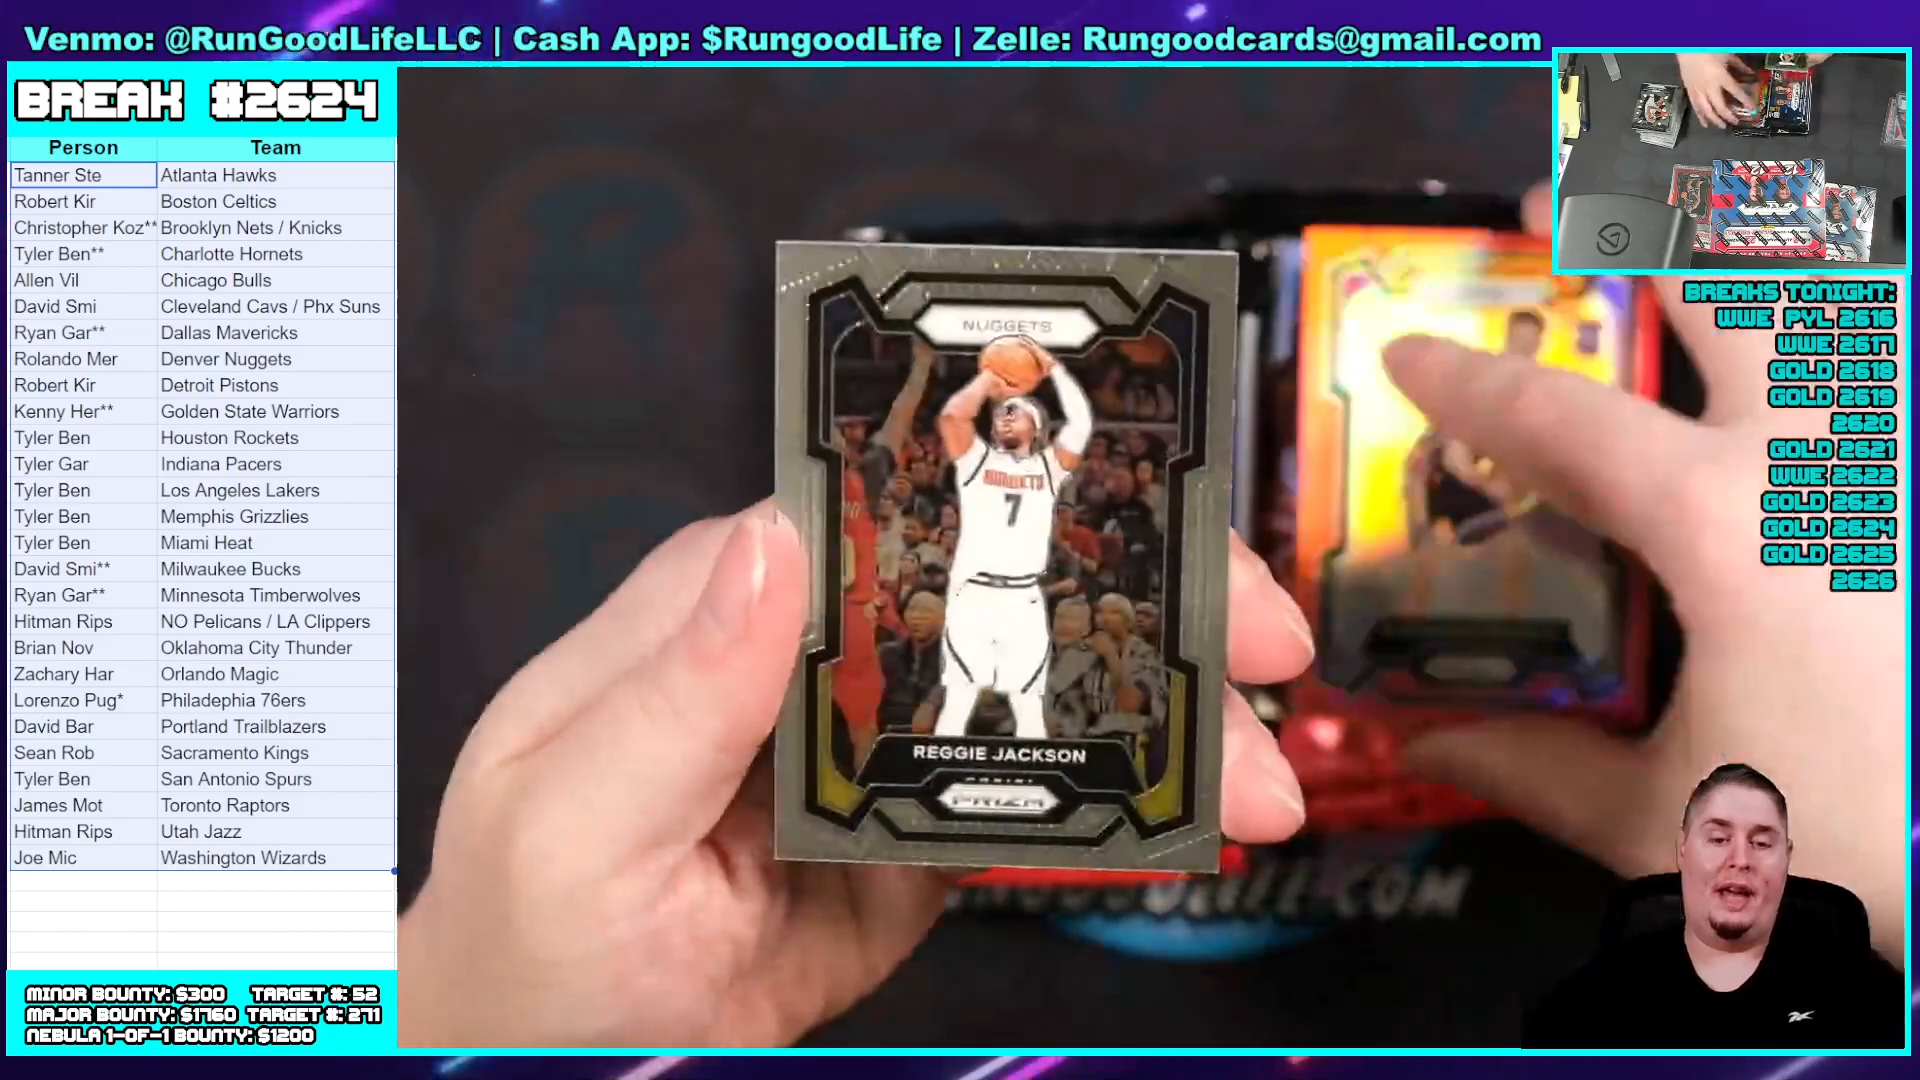 Venmo: @RunGoodLifeLLC | Cash App: $RungoodLife | Zelle: Rungoodcards@gmail.com
BREAK #2624
Person Team
Tanner Ste Atlanta Hawks
Robert Kir Boston Celtics
Christopher Koz** Brooklyn Nets / Knicks
Tyler Ben** Charlotte Hornets
Allen Vil Chicago Bulls
David Smi Cleveland Cavs / Phx Suns
Ryan Gar** Dallas Mavericks
Rolando Mer Denver Nuggets
Robert Kir Detroit Pistons
Kenny Her** Golden State Warriors
Tyler Ben Houston Rockets
Tyler Gar Indiana Pacers
Tyler Ben Los Angeles Lakers
Tyler Ben Memphis Grizzlies
Tyler Ben Miami Heat
David Smi** Milwaukee Bucks
Ryan Gar** Minnesota Timberwolves
Hitman Rips NO Pelicans / LA Clippers
Brian Nov Oklahoma City Thunder
Zachary Har Orlando Magic
Lorenzo Pug* Philadephia 76ers
David Bar Portland Trailblazers
Sean Rob Sacramento Kings
Tyler Ben San Antonio Spurs
James Mot Toronto Raptors
Hitman Rips Utah Jazz
Joe Mic Washington Wizards
MINOR BOUNTY: $300 TARGET #: 52
MAJOR BOUNTY: $1760 TARGET #: 271
NEBULA 1-OF-1 BOUNTY: $1200
NUGGETS
NUGGETS
7
REGGIE JACKSON
PANINI
PRIZM
BREAKS TONIGHT:
WWE PYL 2616
WWE 2617
GOLD 2618
GOLD 2619
2620
GOLD 2621
WWE 2622
GOLD 2623
GOLD 2624
GOLD 2625
2626